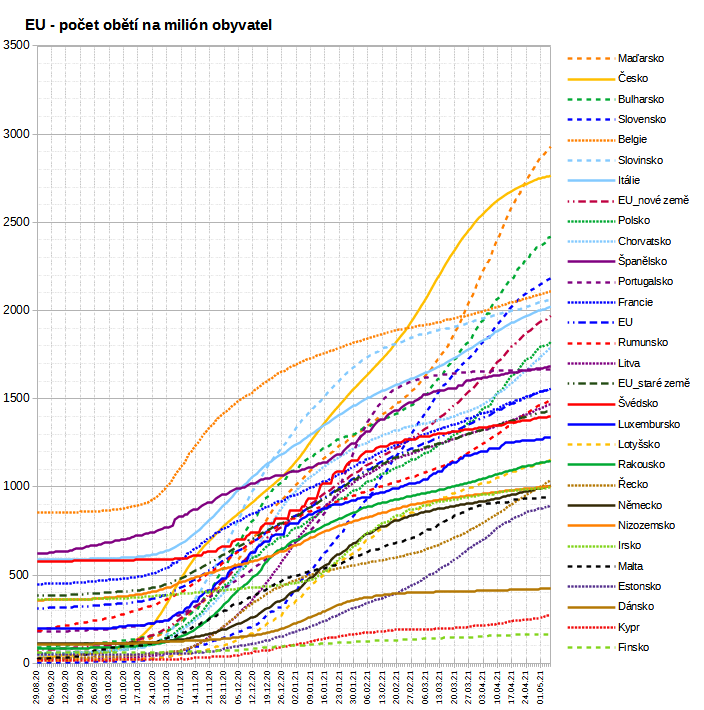 EU - počet obětí na milión obyvatel
3500
3000
2500
2000
1500
1000
500
0
Maďarsko
Česko
Bulharsko
Slovensko
Belgie
Slovinsko
Itálie
EU_nové země
Polsko
Chorvatsko
Španělsko
Portugalsko
Francie
EU
Rumunsko
Litva
EU_staré země
Švédsko
Luxembursko
Lotyšsko
Rakousko
Řecko
Německo
Nizozemsko
Irsko
Malta
Estonsko
Dánsko
Kypr
Finsko
29.08.20
05.09.20
12.09.20
19.09.20
26.09.20
03.10.20
10.10.20
17.10.20
24.10.20
31.10.20
07.11.20
14.11.20
21.11.20
28.11.20
05.12.20
12.12.20
19.12.20
26.12.20
02.01.21
09.01.21
16.01.21
23.01.21
30.01.21
06.02.21
13.02.21
20.02.21
27.02.21
06.03.21
13.03.21
20.03.21
27.03.21
03.04.21
10.04.21
17.04.21
24.04.21
01.05.21